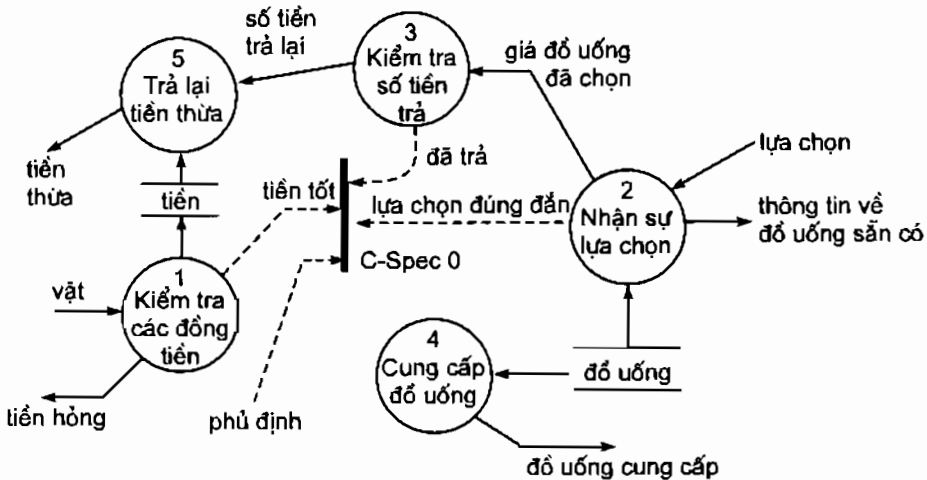 số tiền
trả lại
5
Trả lại
tiền thừa
3
Kiểm tra
số tiền
trả
giá đồ uống
đã chọn
tiền
thừa
tiền
tiền tốt
đã trả
lựa chọn đúng đắn
C-Spec 0
lựa chọn
2
Nhận sự
lựa chọn
thông tin về
đồ uống sẵn có
vật
1
Kiểm tra
các đồng
tiền
tiền hỏng
phủ định
4
Cung cấp
đồ uống
đồ uống
đồ uống cung cấp